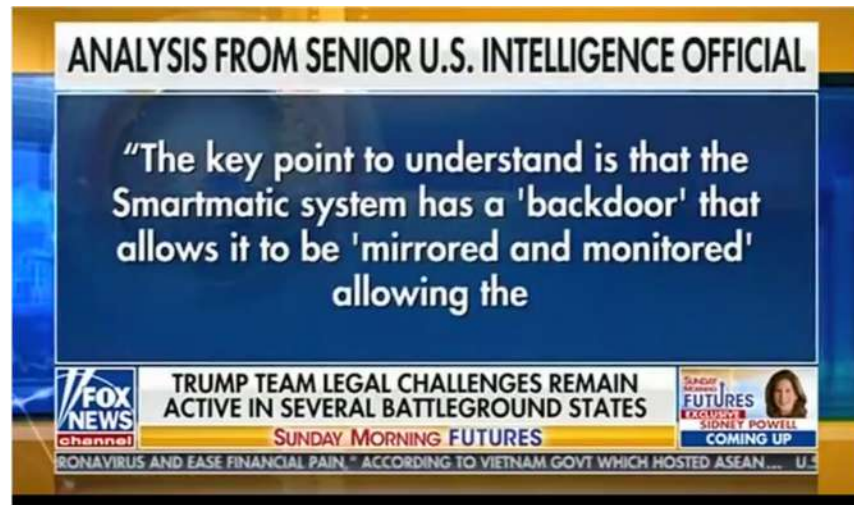 ANALYSIS FROM SENIOR U.S. INTELLIGENCE OFFICIAL
“The key point to understand is that the
Smartmatic system has a 'backdoor' that
allows it to be 'mirrored and monitored'
allowing the
FOX
NEWS
channel
TRUMP TEAM LEGAL CHALLENGES REMAIN
ACTIVE IN SEVERAL BATTLEGROUND STATES
SUNDAY MORNING FUTURES
SUNDAY
MORNING
FUTURES
EXCLUSIVE
SIDNEY POWELL
COMING UP
RONAVIRUS AND EASE FINANCIAL PAIN," ACCORDING TO VIETNAM GOVT WHICH HOSTED ASEAN... U.S